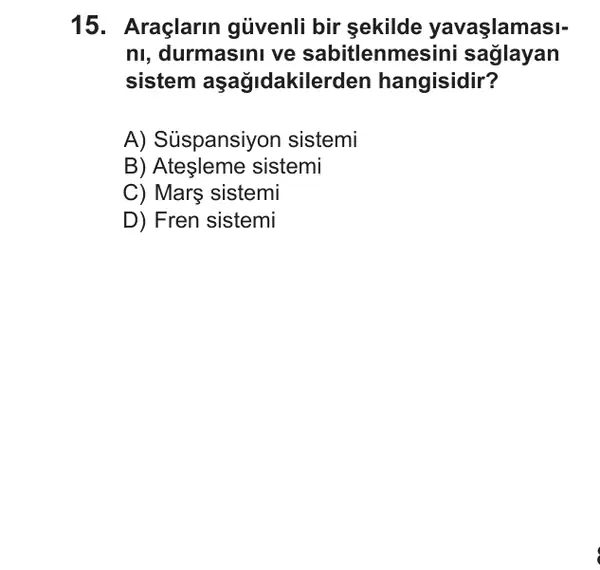 15. Araçların güvenli bir şekilde yavaşlaması-
nı, durmasını ve sabitlenmesini sağlayan
sistem aşağıdakilerden hangisidir?
A) Süspansiyon sistemi
B) Ateşleme sistemi
C) Marş sistemi
D) Fren sistemi